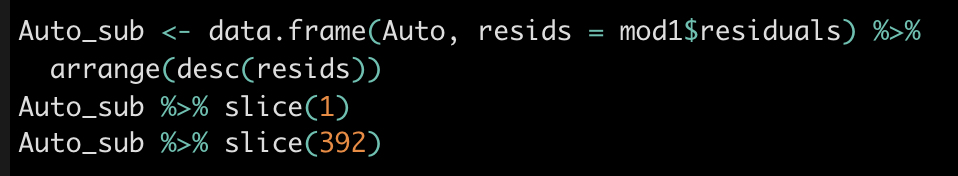 Auto_sub <- data.frame(Auto, resids = mod1$residuals) %>%
  arrange(desc(resids))
Auto_sub %>% slice(1)
Auto_sub %>% slice(392)